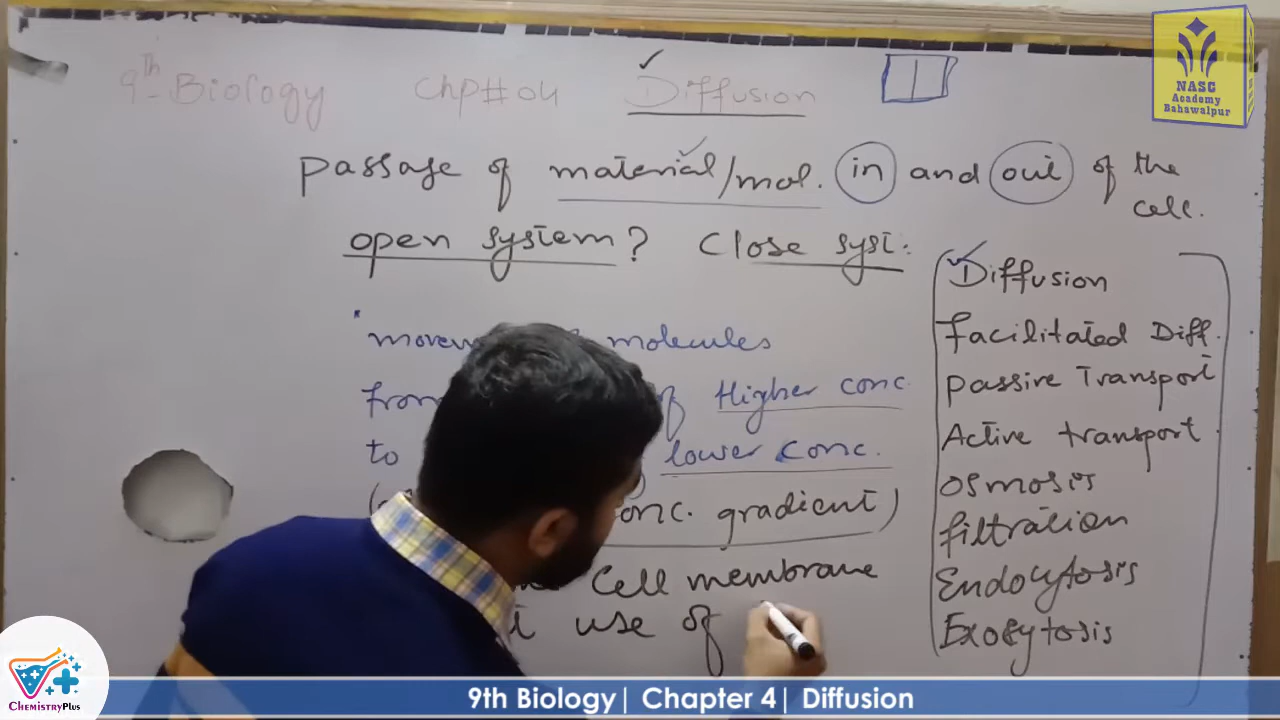 9th Biology Chp#04 Diffusion
Passage of material/mol. in and out of the
cell.
open system? Close syst:
molecules
of Higher conc.
to lower conc.
gradient)
Cell membrane
use of
Diffusion
facilitated Diff.
Passive Transport
Active transport
Osmosis
filtration
Endocytosis
Exocytosis
NASG
Academy
Bahawalpur
ChemistryPlus
9th Biology| Chapter 4| Diffusion